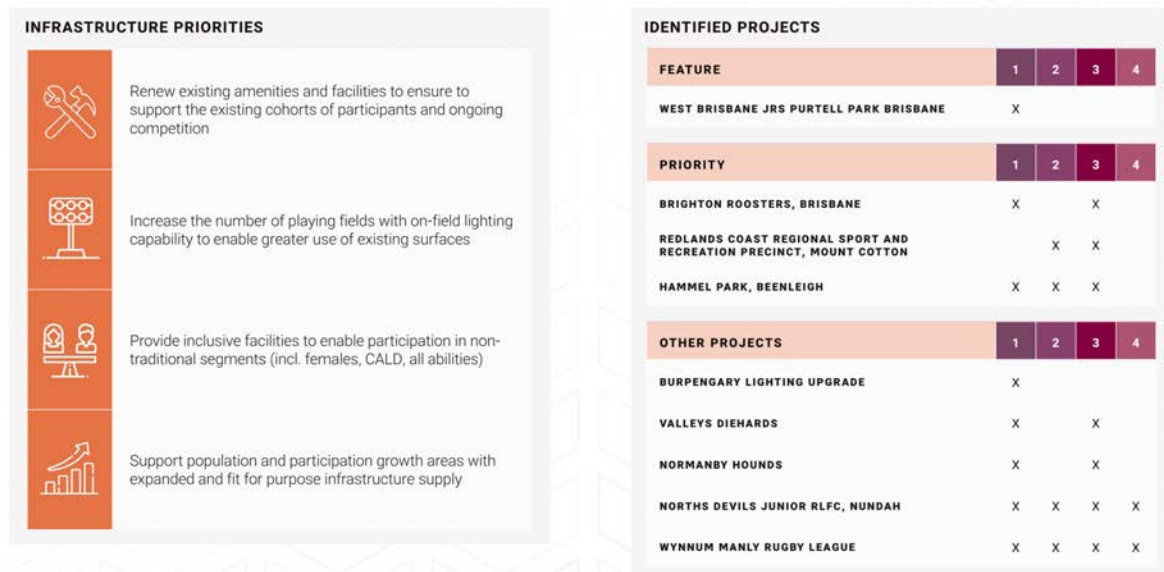 INFRASTRUCTURE PRIORITIES
Renew existing amenities and facilities to ensure to
support the existing cohorts of participants and ongoing
competition
Increase the number of playing fields with on-field lighting
capability to enable greater use of existing surfaces
Provide inclusive facilities to enable participation in non-
traditional segments (incl. females, CALD, all abilities)
Support population and participation growth areas with
expanded and fit for purpose infrastructure supply
IDENTIFIED PROJECTS
FEATURE 1 2 3 4
WEST BRISBANE JRS PURTELL PARK BRISBANE X
PRIORITY 1 2 3 4
BRIGHTON ROOSTERS, BRISBANE X X
REDLANDS COAST REGIONAL SPORT AND
RECREATION PRECINCT, MOUNT COTTON X X
HAMMEL PARK, BEENLEIGH X X X
OTHER PROJECTS 1 2 3 4
BURPENGARY LIGHTING UPGRADE X
VALLEYS DIEHARDS X X
NORMANBY HOUNDS X X
NORTHS DEVILS JUNIOR RLFC, NUNDAH X X X X
WYNNUM MANLY RUGBY LEAGUE X X X X